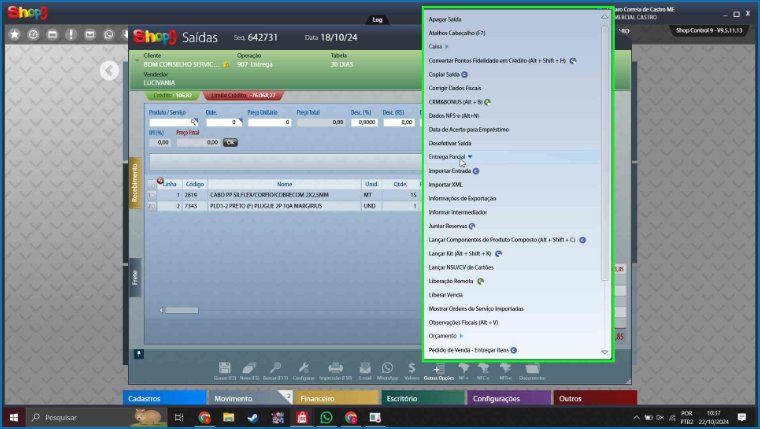 Shop9
Log
uro Correia de Castro ME
MERCIAL CASTRO
Shop Control 9 - V9.5.11.13
Shop9 Saídas Seq. 642731 Data 18/10/24
Cliente Operação Tabela
BOM CONSELHO SERVIC... 907 Entrega 30 DIAS
Vendedor
LUCIVANIA
Crédito 106,82 Limite Crédito -76.068,27
Produto / Serviço Qtde. Preço Unitário Preço Total Desc. (%) Desc. (R$)
0 0,00 0,00 0,0000 0,00
IPI (%) Preço Final
0,00 0,00 OK
Recebimento
Frete
Linha Código Nome Unid. Qtde.
1 2819 CABO PP SILFLEX/CORFIO/COBRECOM 2X2,5MM MT 15
2 7343 PLD1-2 PRETO (F) PLUGUE 2P 10A MARGIRIUS UND 1
Apagar Saída
Atalhos Cabeçalho (F7)
Caixa
Converter Pontos Fidelidade em Crédito (Alt + Shift + H)
Copiar Saída
Corrigir Dados Fiscais
CRM&BONUS (Alt + B)
Dados NFS-e (Alt+N)
Data de Acerto para Empréstimo
Desefetivar Saída
Entrega Parcial
Importar Entrada
Importar XML
Informações de Exportação
Informar Intermediador
Juntar Reservas
Lançar Componentes de Produto Composto (Alt + Shift + C)
Lançar Kit (Alt + Shift + K)
Lançar NSU/CV de Cartões
Liberação Remota
Liberar Venda
Mostrar Ordens de Serviço Importadas
Observações Fiscais (Alt + V)
Orçamento
Pedido de Venda - Entregar Itens
Gravar (F2) Novo (F3) Buscar (F11) Configurar Impressão (F10) E-mail WhatsApp Valores Outras Opções NF-e NFC-e NFS-e Documentos
Cadastros Movimento 2 Financeiro Escritório Configurações Outros
Pesquisar
POR
PTB2
10:37
22/10/2024